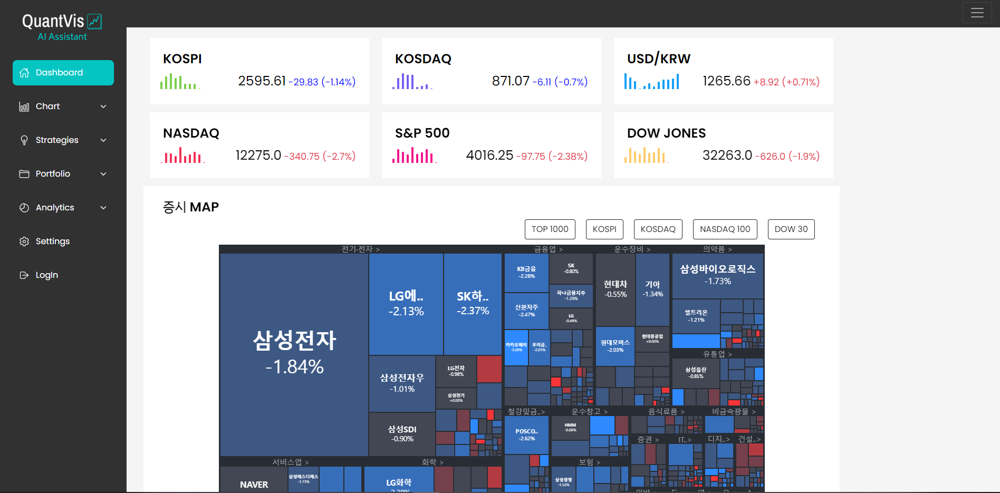 QuantVis
AI Assistant
Dashboard
Chart
Strategies
Portfolio
Analytics
Settings
LogIn
KOSPI
2595.61 -29.83 (-1.14%)
KOSDAQ
871.07 -6.11 (-0.7%)
USD/KRW
1265.66 +8.92 (+0.71%)
NASDAQ
12275.0 -340.75 (-2.7%)
S&P 500
4016.25 -97.75 (-2.38%)
DOW JONES
32263.0 -626.0 (-1.9%)
증시 MAP
TOP 1000
KOSPI
KOSDAQ
NASDAQ 100
DOW 30
전기·전자 >
삼성전자
-1.84%
LG에..
-2.13%
SK하..
-2.37%
삼성전자우
-1.01%
LG전자
-0.98%
삼성전기
+0.00%
삼성SDI
-0.90%
금융업 >
KB금융
-2.28%
SK
-0.80%
하나금융지주
-1.29%
신한지주
-2.47%
LG
-0.49%
카카오페이
-3.28%
우리금..
-2.01%
운수장비 >
현대차
-0.55%
기아
-1.34%
현대모비스
-2.03%
현대중공업
+0.00%
의약품 >
삼성바이오로직스
-1.73%
셀트리온
-1.21%
유통업 >
삼성물산
-0.85%
철강및금..>
POSCO..
-2.62%
운수창고 >
HMM
-0.68%
음식료품 >
비금속광물 >
증권 >
IT..>
디지..>
건설..>
서비스업 >
NAVER
삼성에스디에스
-1.73%
화학 >
LG화학
보험 >
삼성생명
-1.52%